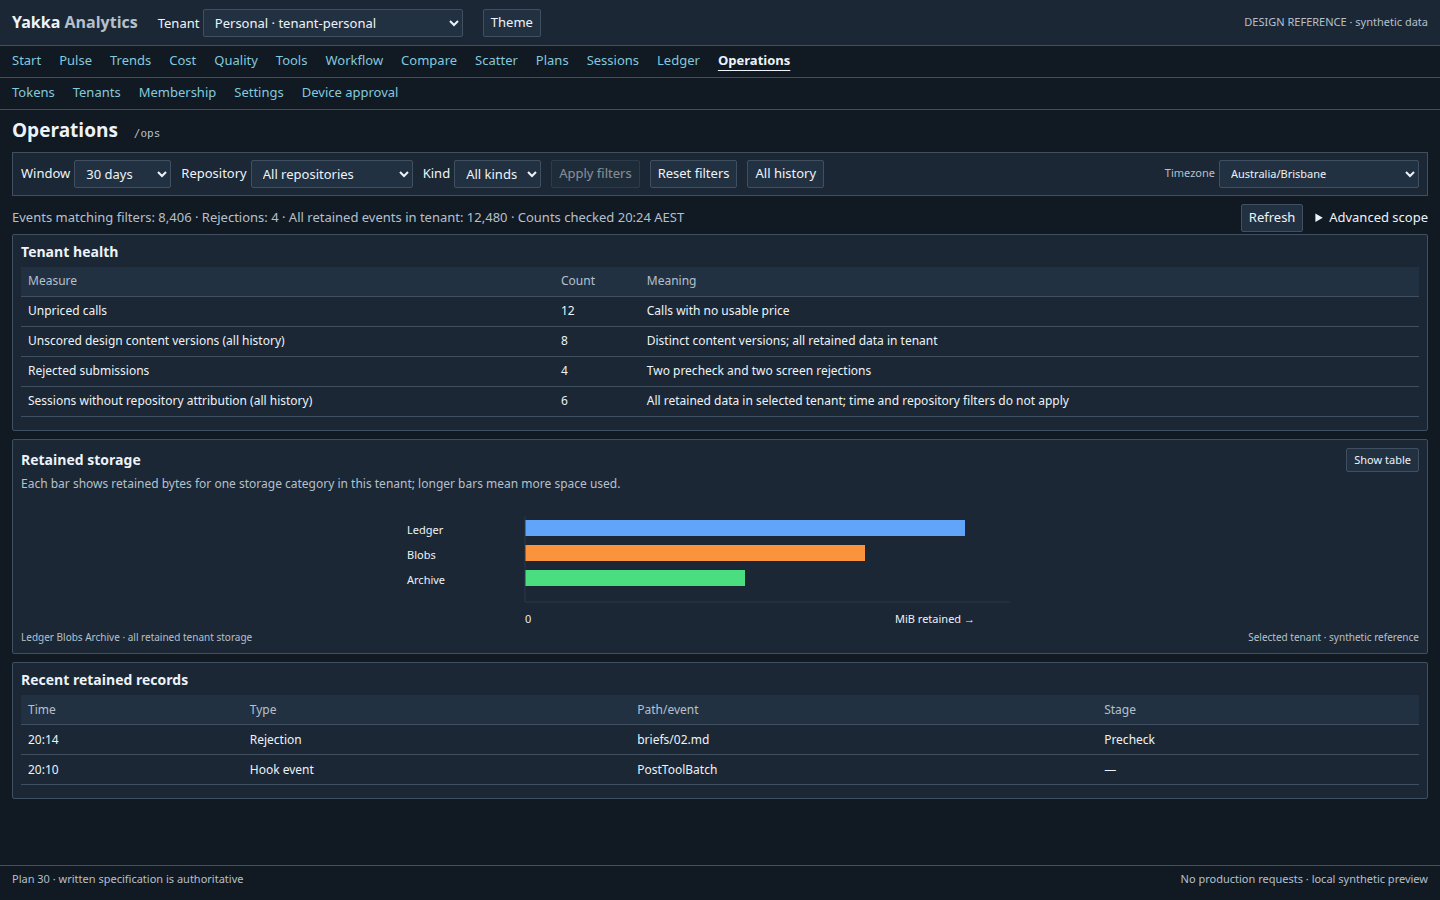 Yakka Analytics Tenant Personal · tenant-personal Theme DESIGN REFERENCE · synthetic data
Start Pulse Trends Cost Quality Tools Workflow Compare Scatter Plans Sessions Ledger Operations
Tokens Tenants Membership Settings Device approval
Operations /ops
Window 30 days Repository All repositories Kind All kinds Apply filters Reset filters All history Timezone Australia/Brisbane
Events matching filters: 8,406 · Rejections: 4 · All retained events in tenant: 12,480 · Counts checked 20:24 AEST Refresh ▶ Advanced scope
Tenant health
Measure Count Meaning
Unpriced calls 12 Calls with no usable price
Unscored design content versions (all history) 8 Distinct content versions; all retained data in tenant
Rejected submissions 4 Two precheck and two screen rejections
Sessions without repository attribution (all history) 6 All retained data in selected tenant; time and repository filters do not apply
Retained storage Show table
Each bar shows retained bytes for one storage category in this tenant; longer bars mean more space used.
Ledger
Blobs
Archive
0 MiB retained →
Ledger Blobs Archive · all retained tenant storage Selected tenant · synthetic reference
Recent retained records
Time Type Path/event Stage
20:14 Rejection briefs/02.md Precheck
20:10 Hook event PostToolBatch —
Plan 30 · written specification is authoritative No production requests · local synthetic preview